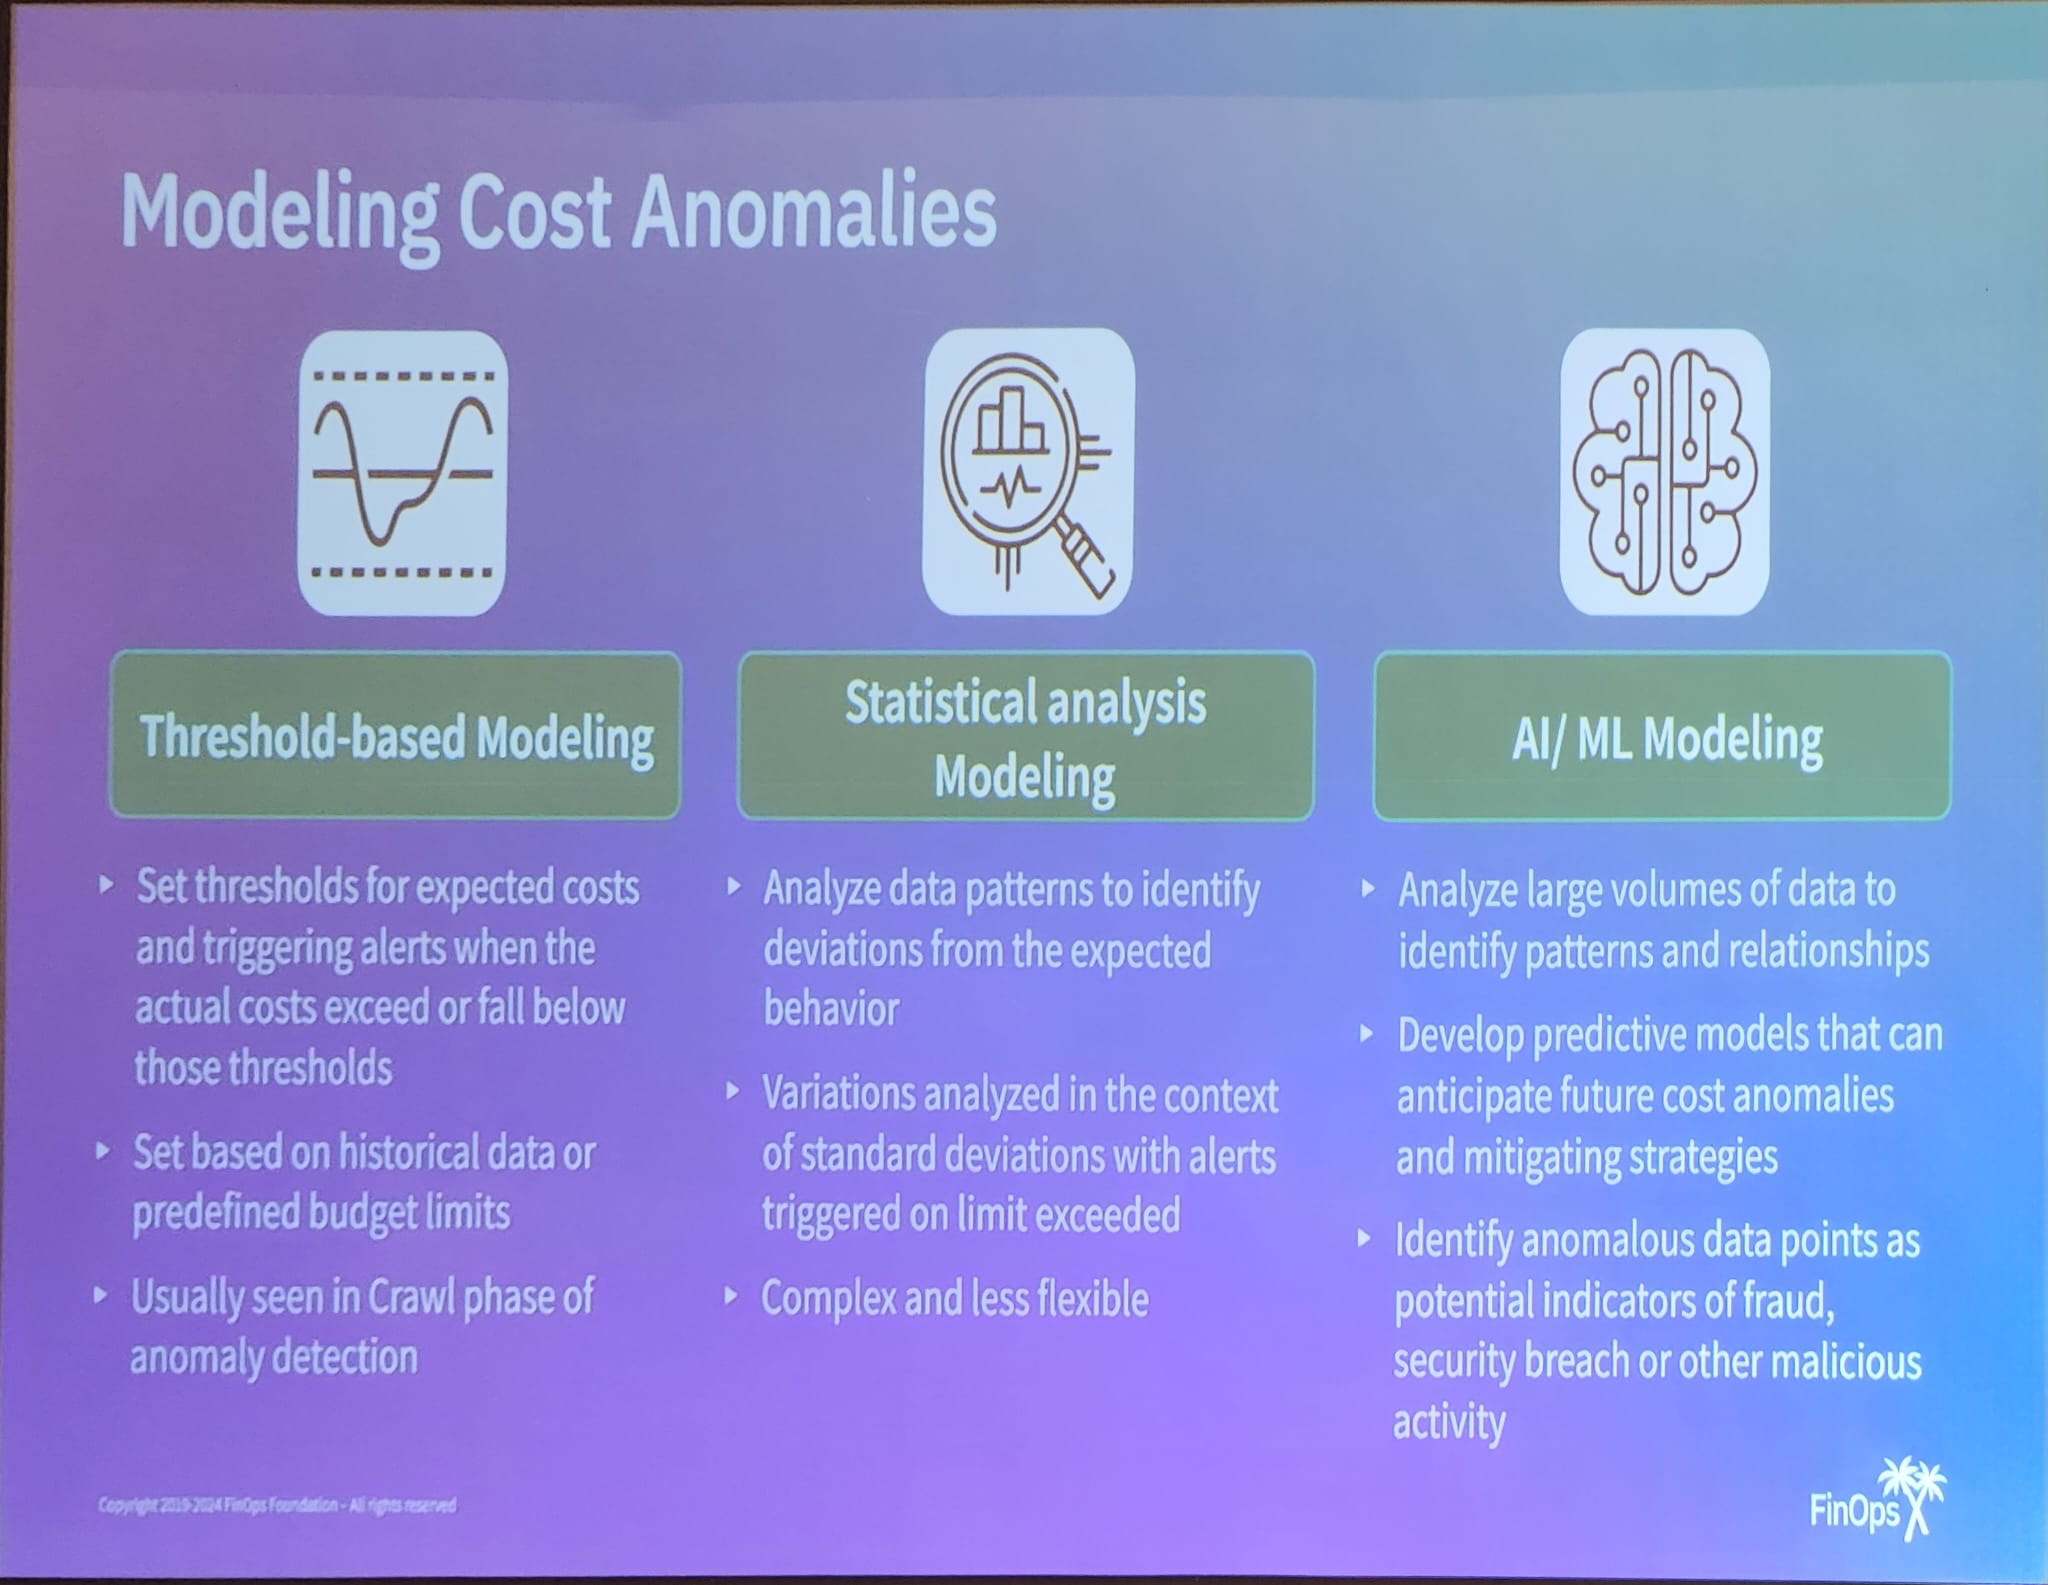 Modeling Cost Anomalies
Threshold-based Modeling
Set thresholds for expected costs
and triggering alerts when the
actual costs exceed or fall below
those thresholds
Set based on historical data or
predefined budget limits
Usually seen in Crawl phase of
anomaly detection
Statistical analysis
Modeling
Analyze data patterns to identify
deviations from the expected
behavior
Variations analyzed in the context
of standard deviations with alerts
triggered on limit exceeded
Complex and less flexible
AI/ ML Modeling
Analyze large volumes of data to
identify patterns and relationships
Develop predictive models that can
anticipate future cost anomalies
and mitigating strategies
Identify anomalous data points as
potential indicators of fraud,
security breach or other malicious
activity
Copyright 2019-2024 FinOps Foundation - All rights reserved
FinOps X